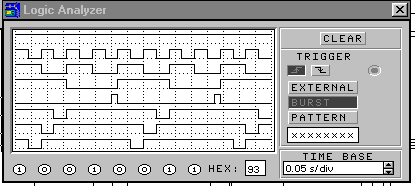 Logic Analyzer
CLEAR
TRIGGER
EXTERNAL
BURST
PATTERN
xxxxxxxx
TIME BASE
1 0 0 1 0 0 1 1 HEX: 93 0.05 s/div